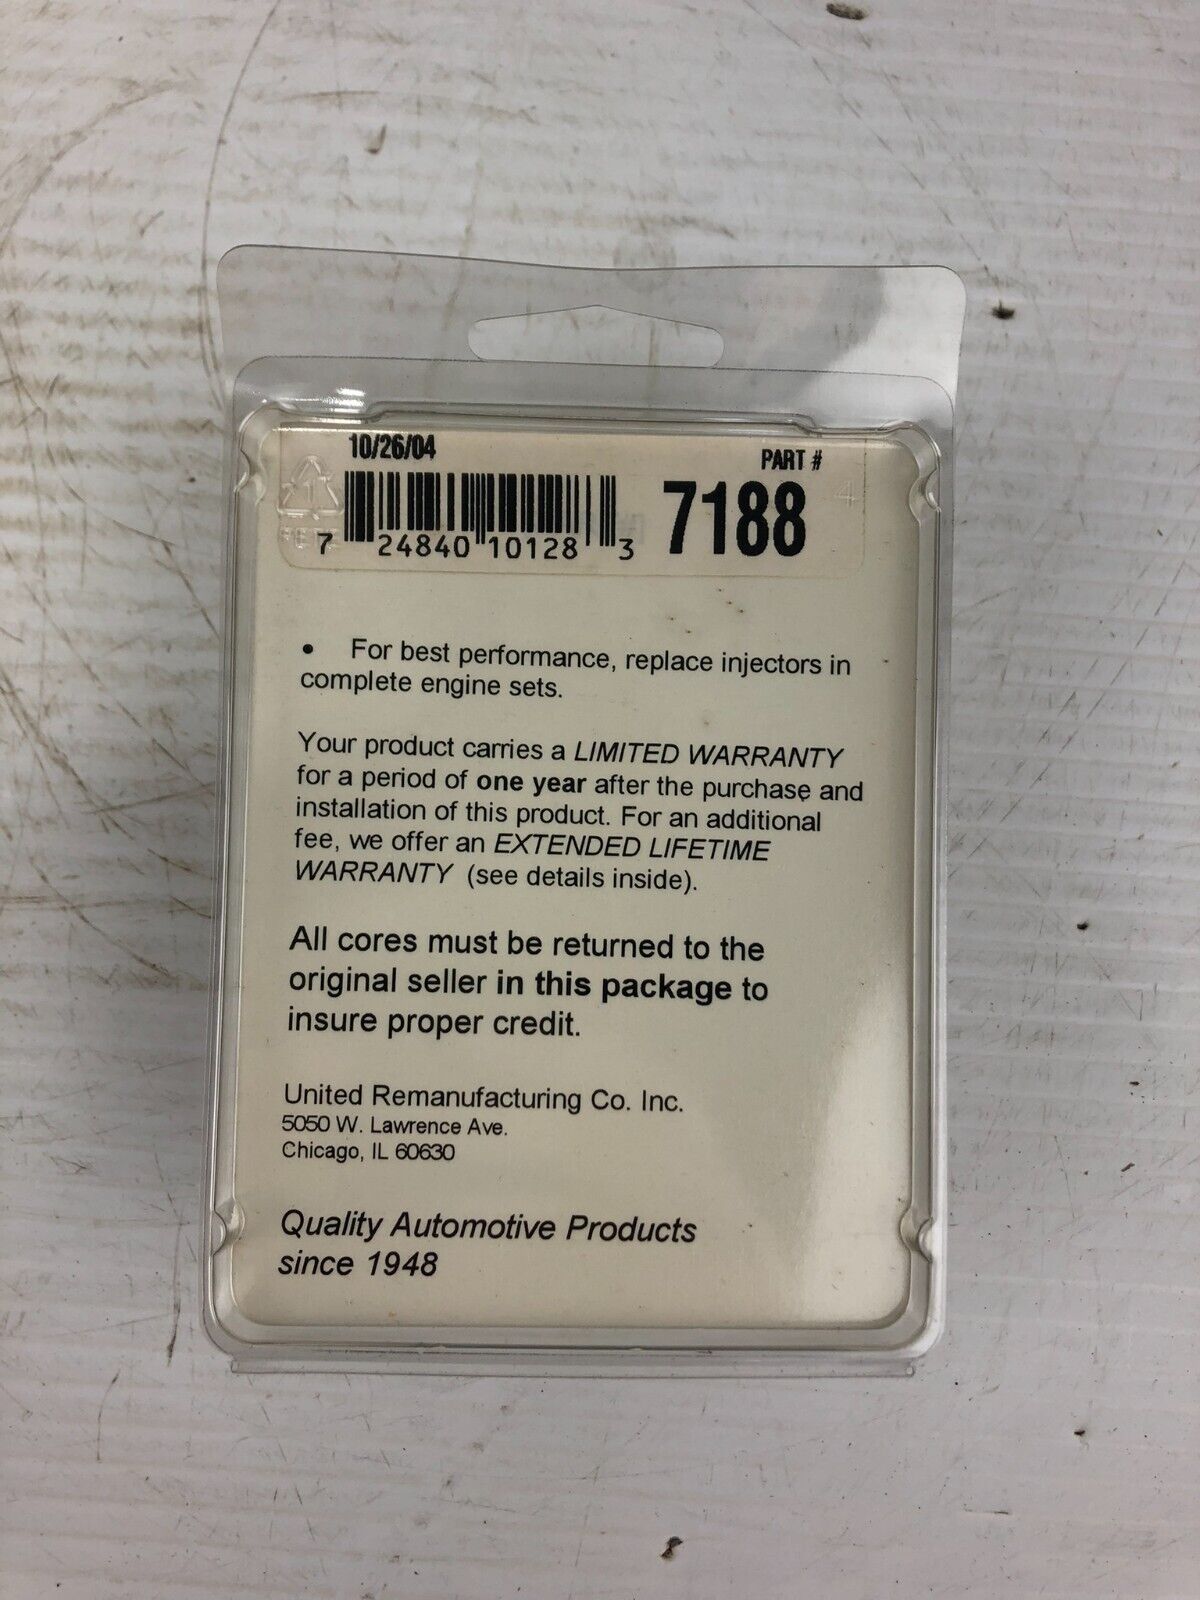 10/26/04
PART #
7188
7 24840 10128 3
4
• For best performance, replace injectors in
complete engine sets.
Your product carries a LIMITED WARRANTY
for a period of one year after the purchase and
installation of this product. For an additional
fee, we offer an EXTENDED LIFETIME
WARRANTY (see details inside).
All cores must be returned to the
original seller in this package to
insure proper credit.
United Remanufacturing Co. Inc.
5050 W. Lawrence Ave.
Chicago, IL 60630
Quality Automotive Products
since 1948